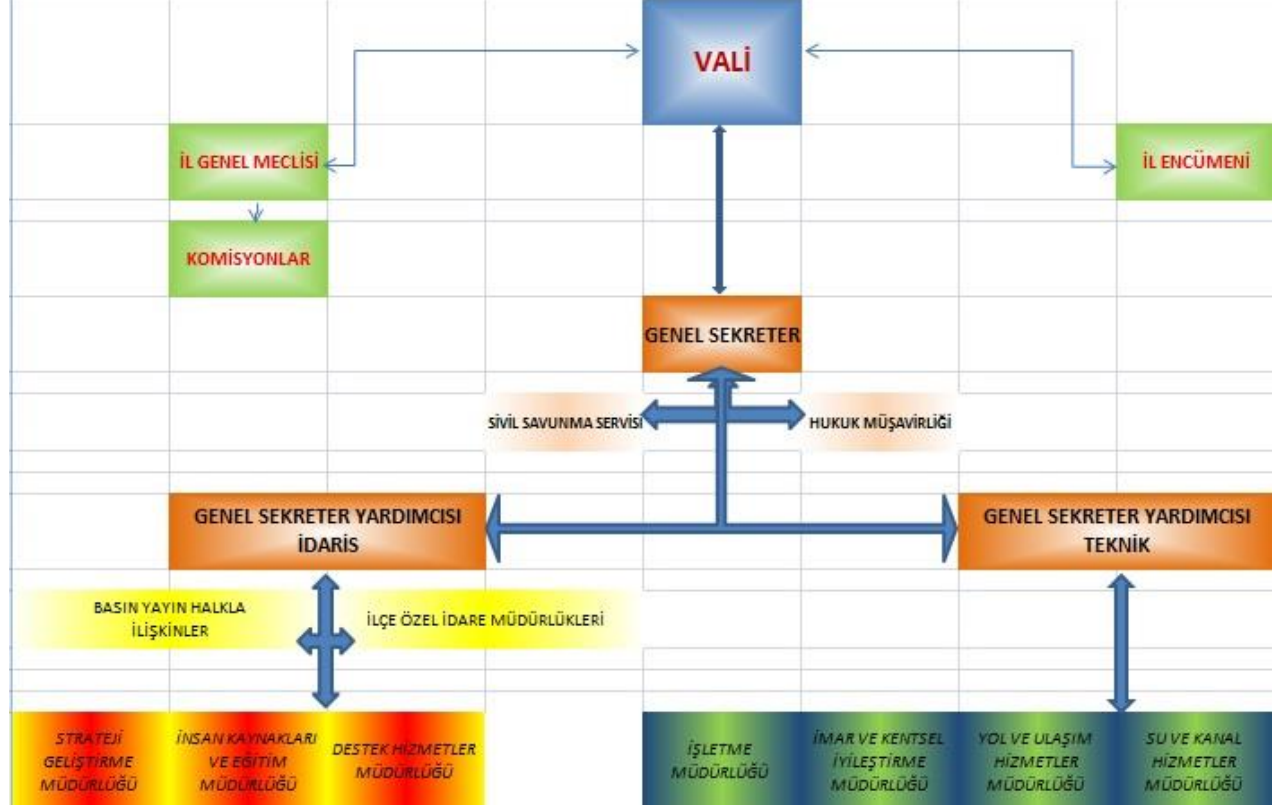 VALİ
İL GENEL MECLİSİ
İL ENCÜMENİ
KOMİSYONLAR
GENEL SEKRETER
SİVİL SAVUNMA SERVİSİ
HUKUK MÜŞAVİRLİĞİ
GENEL SEKRETER YARDIMCISI
İDARİS
GENEL SEKRETER YARDIMCISI
TEKNİK
BASIN YAYIN HALKLA
İLİŞKİNLER
İLÇE ÖZEL İDARE MÜDÜRLÜKLERİ
STRATEJİ
GELİŞTİRME
MÜDÜRLÜĞÜ
İNSAN KAYNAKLARI
VE EĞİTİM
MÜDÜRLÜĞÜ
DESTEK HİZMETLER
MÜDÜRLÜĞÜ
İŞLETME
MÜDÜRLÜĞÜ
İMAR VE KENTSEL
İYİLEŞTİRME
MÜDÜRLÜĞÜ
YOL VE ULAŞIM
HİZMETLER
MÜDÜRLÜĞÜ
SU VE KANAL
HİZMETLER
MÜDÜRLÜĞÜ